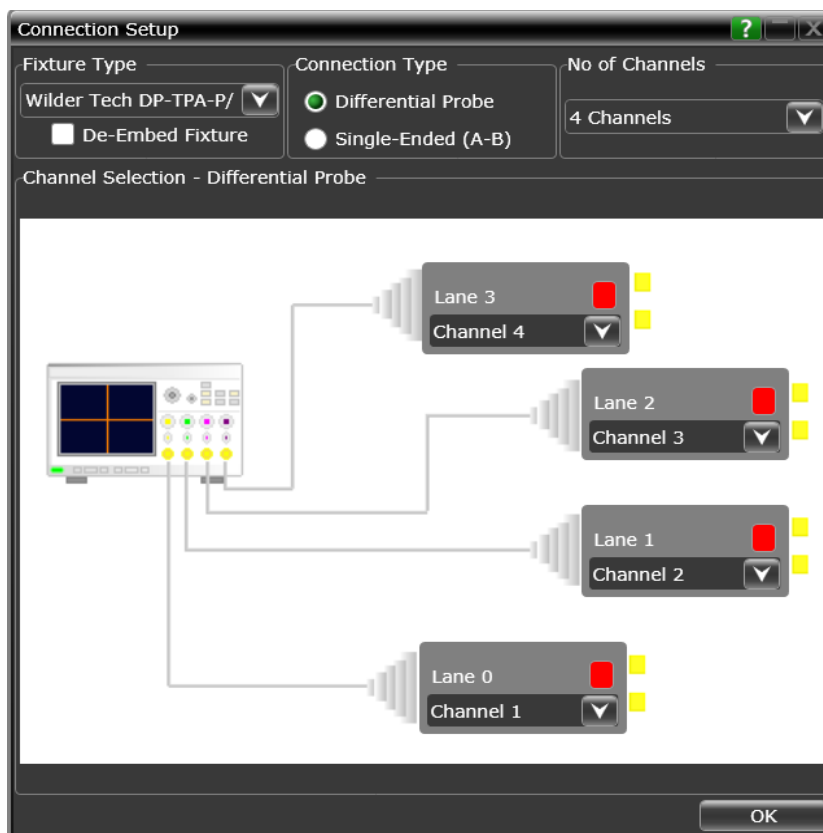 Connection Setup
?
Fixture Type
Connection Type
No of Channels
Wilder Tech DP-TPA-P/
De-Embed Fixture
Differential Probe
Single-Ended (A-B)
4 Channels
Channel Selection - Differential Probe
Lane 3
Channel 4
Lane 2
Channel 3
Lane 1
Channel 2
Lane 0
Channel 1
OK